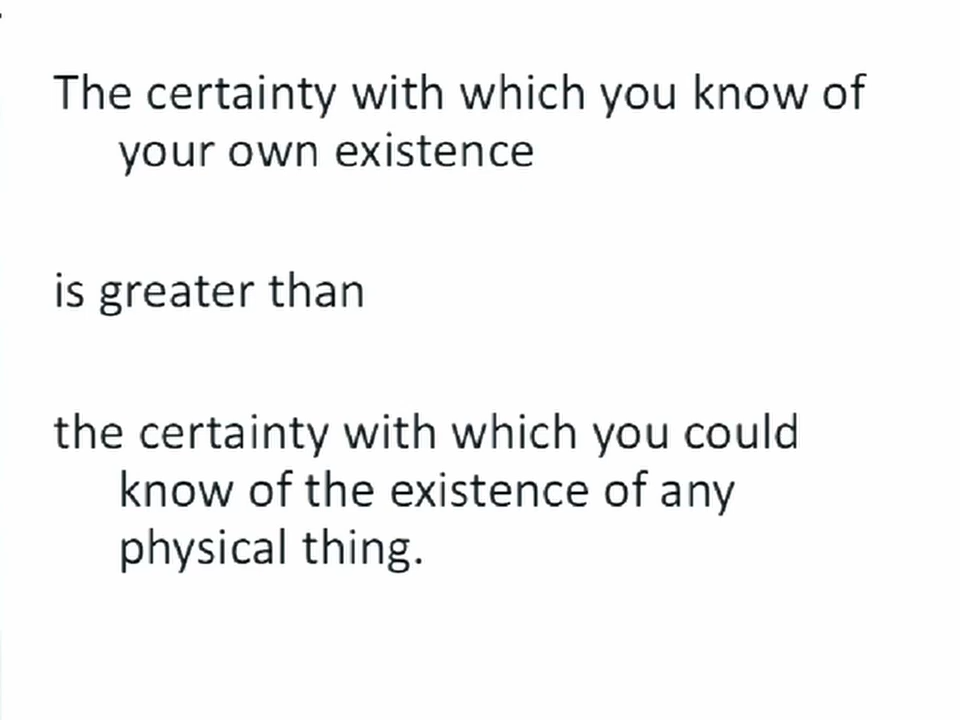 The certainty with which you know of
your own existence
is greater than
the certainty with which you could
know of the existence of any
physical thing.